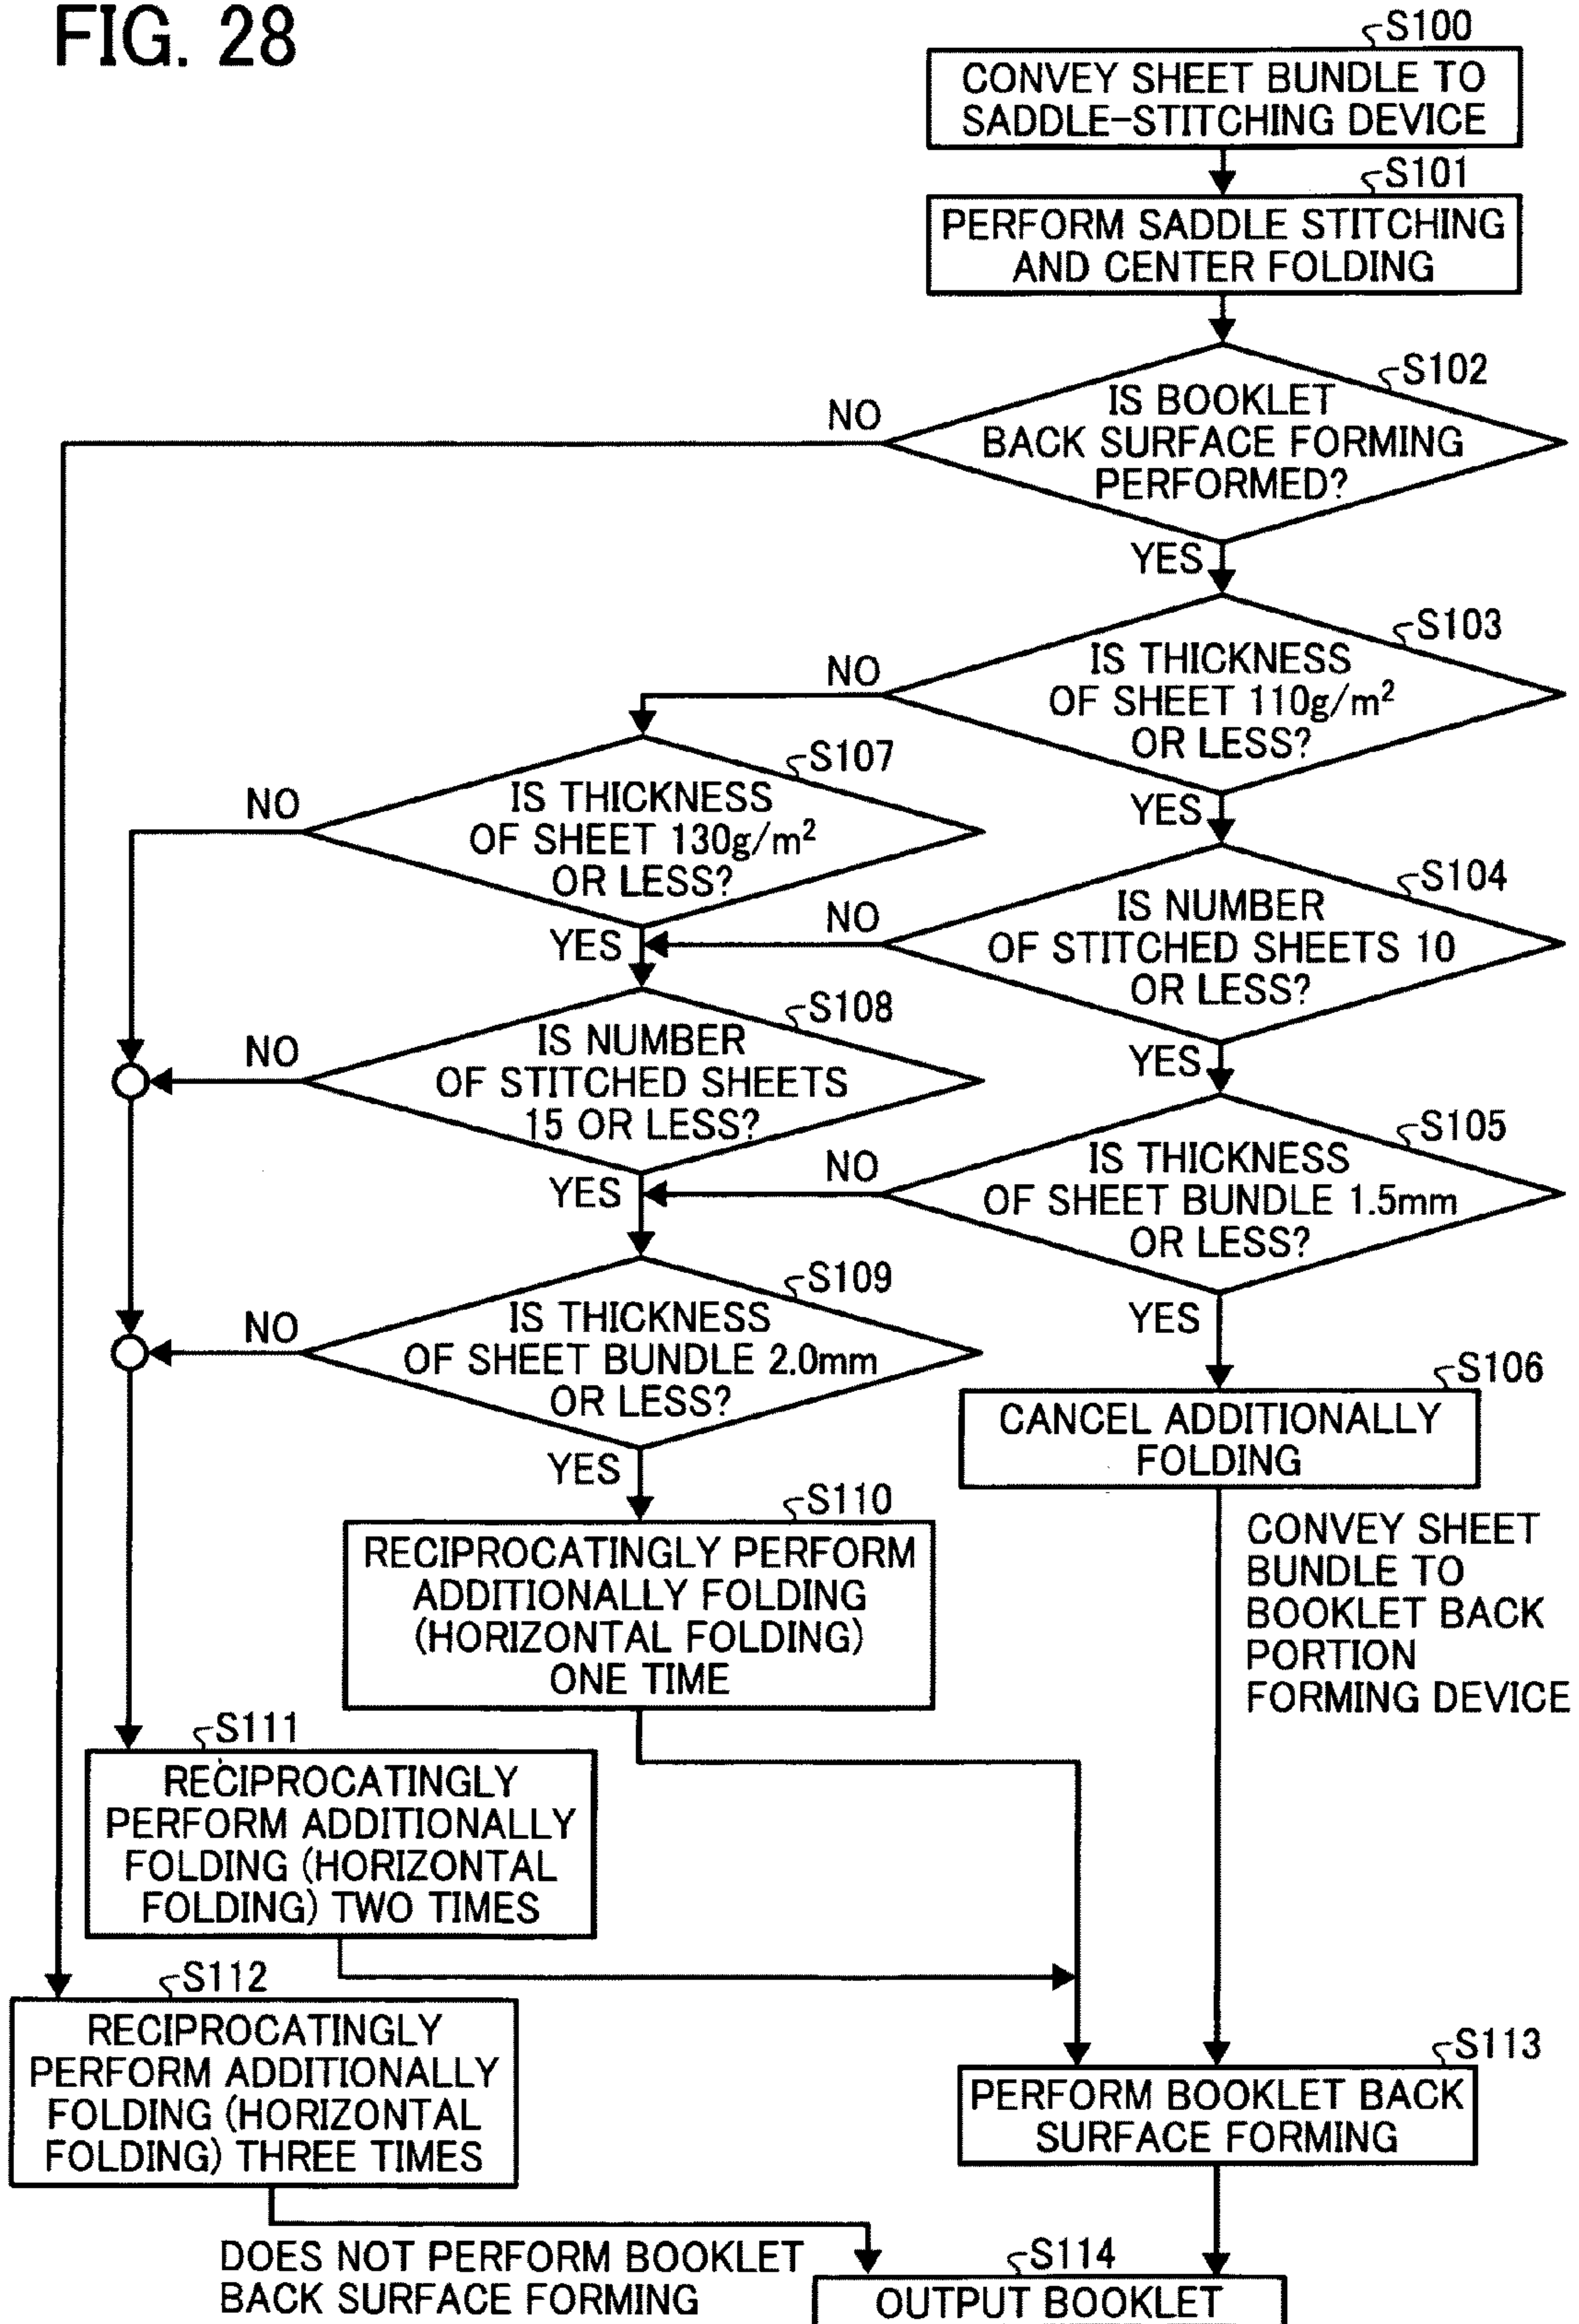 FIG. 28
S100
CONVEY SHEET BUNDLE TO
SADDLE-STITCHING DEVICE
S101
PERFORM SADDLE STITCHING
AND CENTER FOLDING
S102
IS BOOKLET
BACK SURFACE FORMING
PERFORMED?
NO
YES
S103
IS THICKNESS
OF SHEET 110g/m²
OR LESS?
NO
YES
S107
IS THICKNESS
OF SHEET 130g/m²
OR LESS?
NO
YES
S104
IS NUMBER
OF STITCHED SHEETS 10
OR LESS?
NO
YES
S108
IS NUMBER
OF STITCHED SHEETS
15 OR LESS?
NO
YES
S105
IS THICKNESS
OF SHEET BUNDLE 1.5mm
OR LESS?
NO
YES
S109
IS THICKNESS
OF SHEET BUNDLE 2.0mm
OR LESS?
NO
YES
S106
CANCEL ADDITIONALLY
FOLDING
CONVEY SHEET
BUNDLE TO
BOOKLET BACK
PORTION
FORMING DEVICE
S110
RECIPROCATINGLY PERFORM
ADDITIONALLY FOLDING
(HORIZONTAL FOLDING)
ONE TIME
S111
RECIPROCATINGLY
PERFORM ADDITIONALLY
FOLDING (HORIZONTAL
FOLDING) TWO TIMES
S112
RECIPROCATINGLY
PERFORM ADDITIONALLY
FOLDING (HORIZONTAL
FOLDING) THREE TIMES
S113
PERFORM BOOKLET BACK
SURFACE FORMING
DOES NOT PERFORM BOOKLET
BACK SURFACE FORMING
S114
OUTPUT BOOKLET